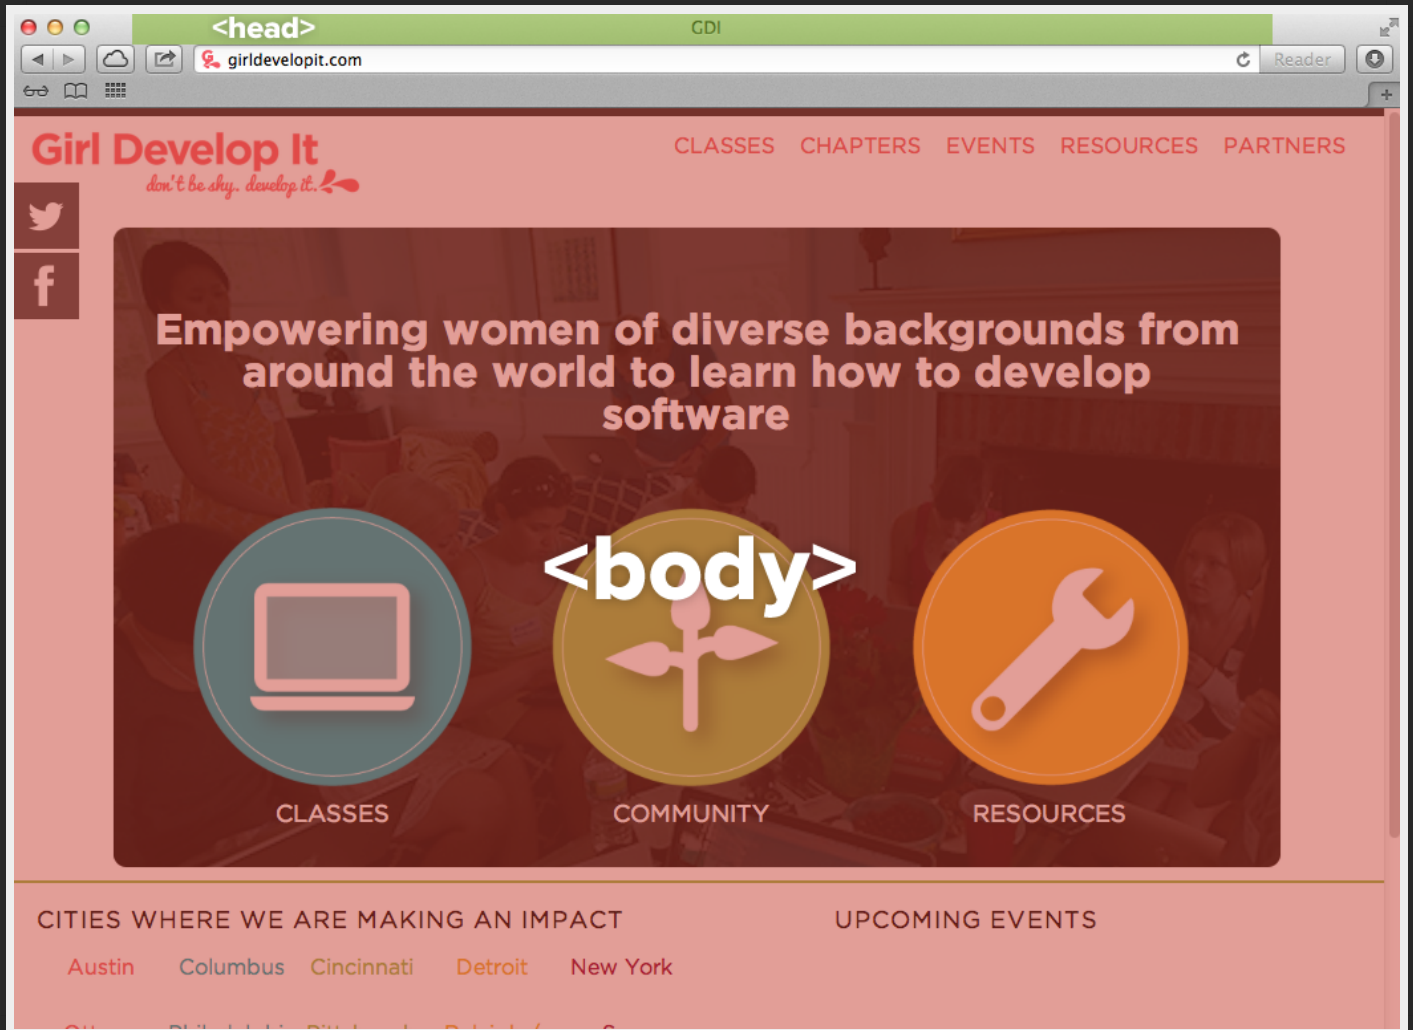 <head>
GDI
girldevelopit.com
Reader
Girl Develop It
don't be shy. develop it.
CLASSES CHAPTERS EVENTS RESOURCES PARTNERS
Empowering women of diverse backgrounds from
around the world to learn how to develop
software
<body>
CLASSES
COMMUNITY
RESOURCES
CITIES WHERE WE ARE MAKING AN IMPACT
UPCOMING EVENTS
Austin Columbus Cincinnati Detroit New York